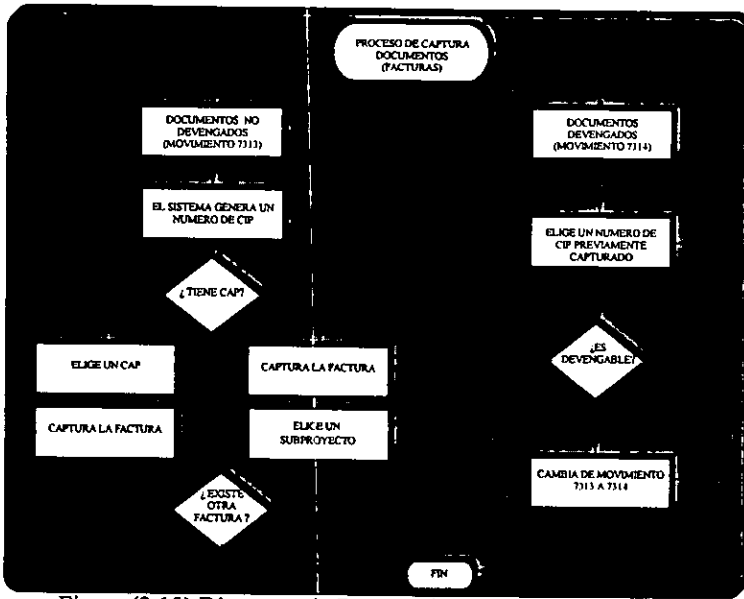 PROCESO DE CAPTURA
DOCUMENTOS
(FACTURAS)
DOCUMENTOS NO
DEVENGADOS
(MOVIMIENTO 7313)
DOCUMENTOS
DEVENGADOS
(MOVIMIENTO 7314)
EL SISTEMA GENERA UN
NUMERO DE CIP
ELIGE UN NUMERO DE
CIP PREVIAMENTE
CAPTURADO
¿TIENE CAP?
¿ES
DEVENGABLE?
ELIGE UN CAP
CAPTURA LA FACTURA
CAPTURA LA FACTURA
ELIGE UN
SUBPROYECTO
¿EXISTE
OTRA
FACTURA?
CAMBIA DE MOVIMIENTO
7313 A 7314
FIN